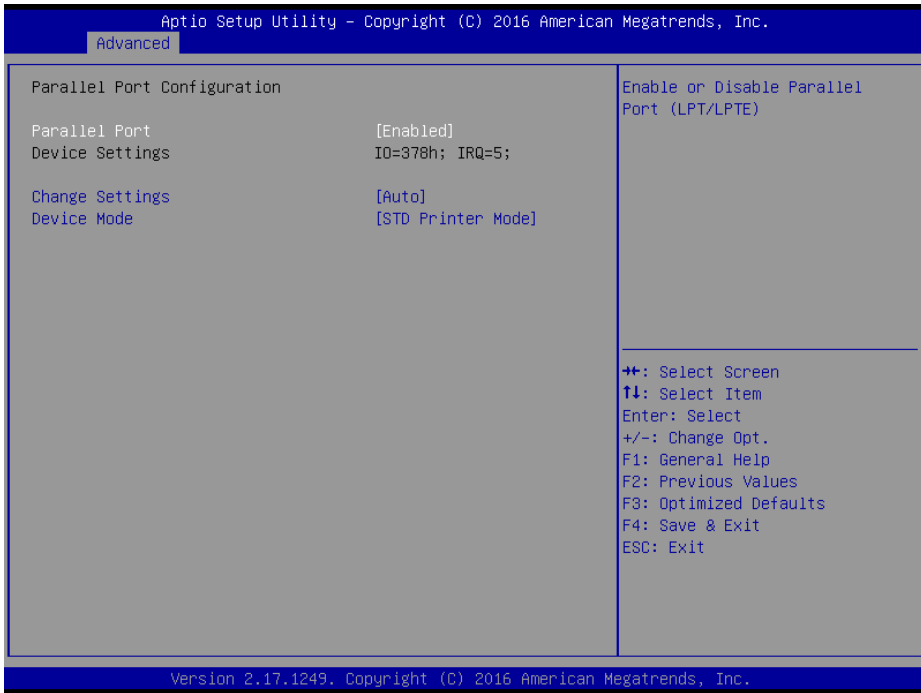 Aptio Setup Utility – Copyright (C) 2016 American Megatrends, Inc.
Advanced
Parallel Port Configuration
Parallel Port [Enabled]
Device Settings IO=378h; IRQ=5;
Change Settings [Auto]
Device Mode [STD Printer Mode]
Enable or Disable Parallel
Port (LPT/LPTE)
→←: Select Screen
↑↓: Select Item
Enter: Select
+/-: Change Opt.
F1: General Help
F2: Previous Values
F3: Optimized Defaults
F4: Save & Exit
ESC: Exit
Version 2.17.1249. Copyright (C) 2016 American Megatrends, Inc.